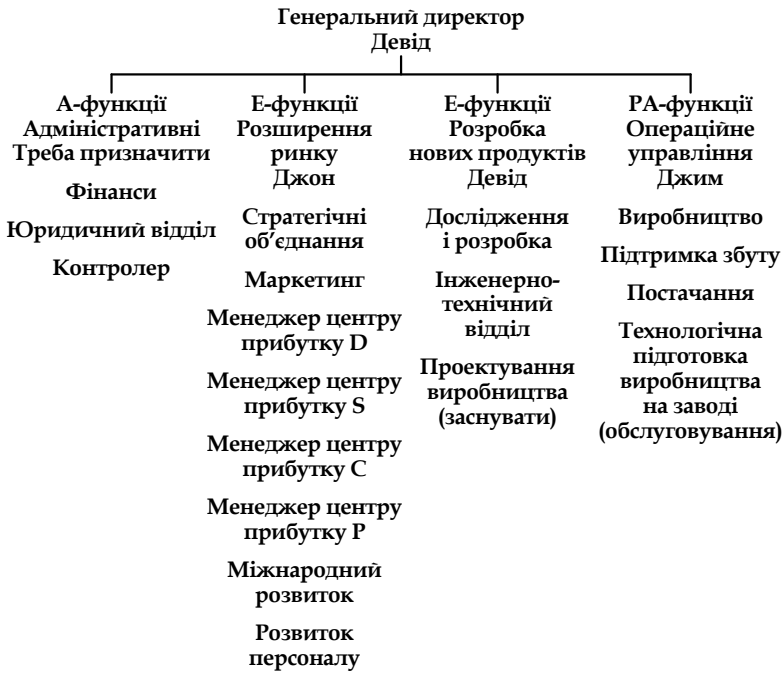 Генеральний директор
Девід
А-функції
Адміністративні
Треба призначити
Фінанси
Юридичний відділ
Контролер
Е-функції
Розширення
ринку
Джон
Стратегічні
об’єднання
Маркетинг
Менеджер центру
прибутку D
Менеджер центру
прибутку S
Менеджер центру
прибутку C
Менеджер центру
прибутку P
Міжнародний
розвиток
Розвиток
персоналу
Е-функції
Розробка
нових продуктів
Девід
Дослідження
і розробка
Інженерно-
технічний
відділ
Проектування
виробництва
(заснувати)
РА-функції
Операційне
управління
Джим
Виробництво
Підтримка збуту
Постачання
Технологічна
підготовка
виробництва
на заводі
(обслуговування)